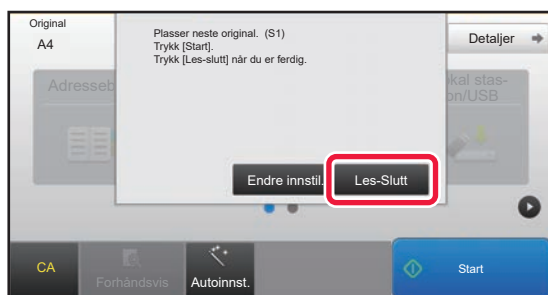 Original
A4
Plasser neste original. (S1)
Trykk [Start].
Trykk [Les-slutt] når du er ferdig.
Detaljer
Adresseb
kal stas-
on/USB
Endre innstil.
Les-Slutt
CA
Forhåndsvis
Autoinnst.
Start